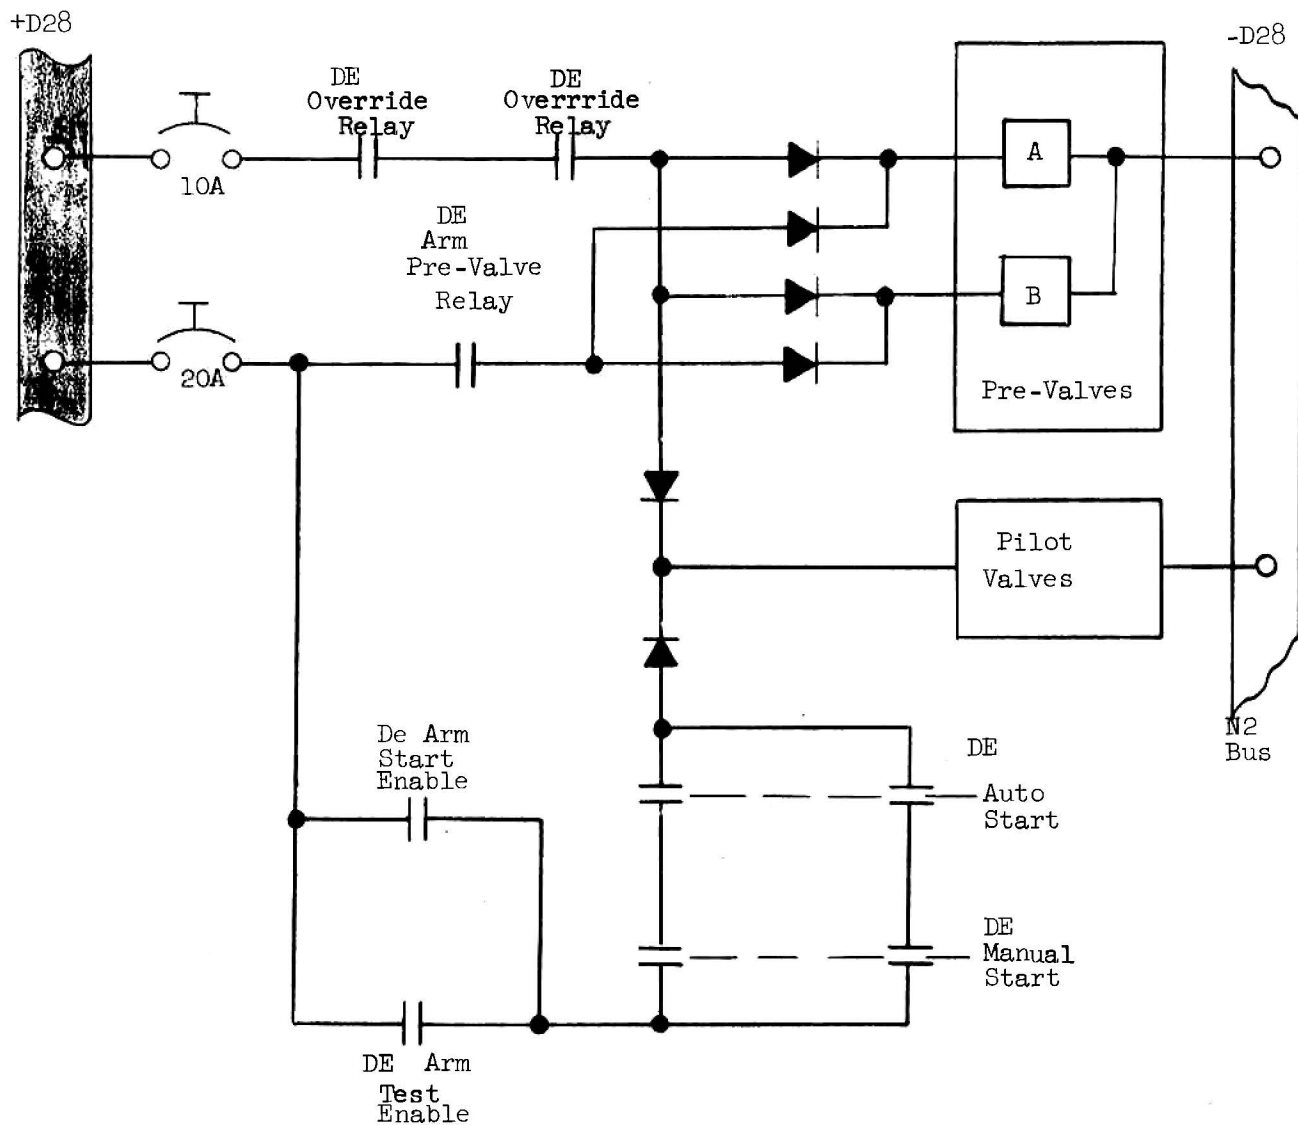 +D28
-D28
DE
Override
Relay
DE
Overrride
Relay
10A
A
DE
Arm
Pre-Valve
Relay
B
20A
Pre-Valves
Pilot
Valves
N2
Bus
De Arm
Start
Enable
DE
Auto
Start
DE
Manual
Start
DE Arm
Test
Enable